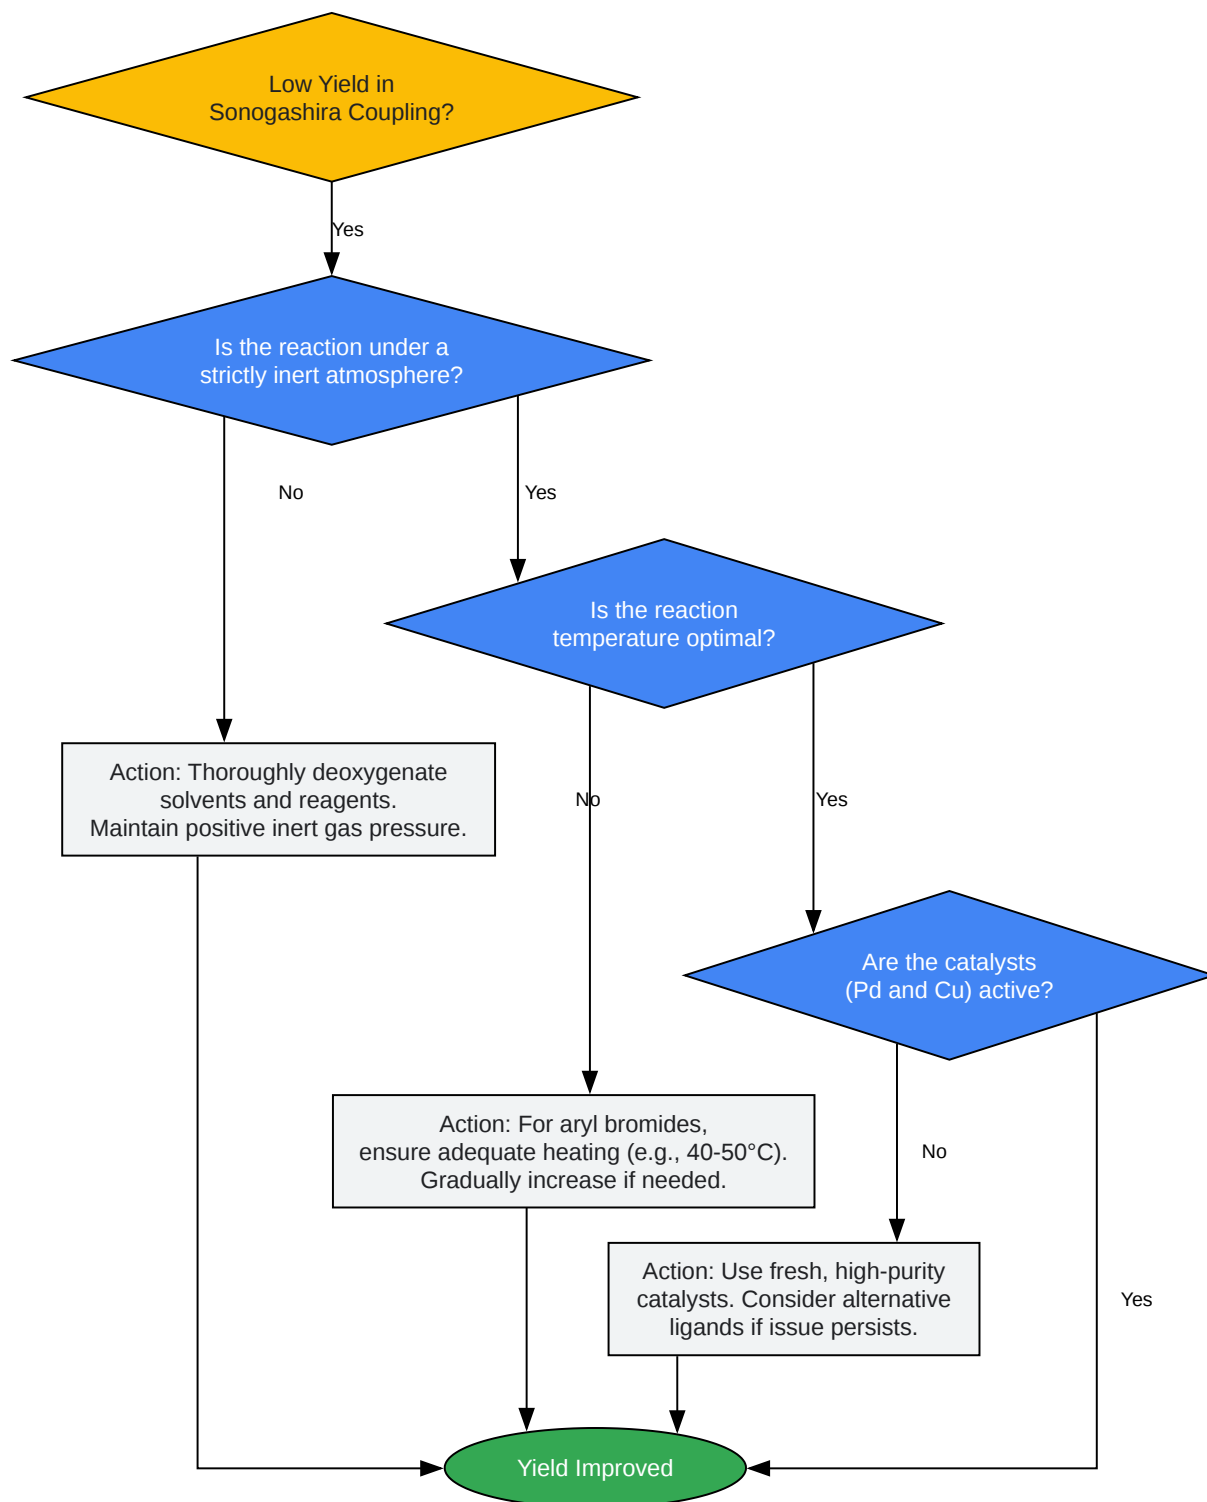 Low Yield in
Sonogashira Coupling?
Yes
Is the reaction under a
strictly inert atmosphere?
No
Yes
Is the reaction
temperature optimal?
Action: Thoroughly deoxygenate
solvents and reagents.
Maintain positive inert gas pressure.
No
Yes
Are the catalysts
(Pd and Cu) active?
Action: For aryl bromides,
ensure adequate heating (e.g., 40-50°C).
Gradually increase if needed.
No
Action: Use fresh, high-purity
catalysts. Consider alternative
ligands if issue persists.
Yes
Yield Improved